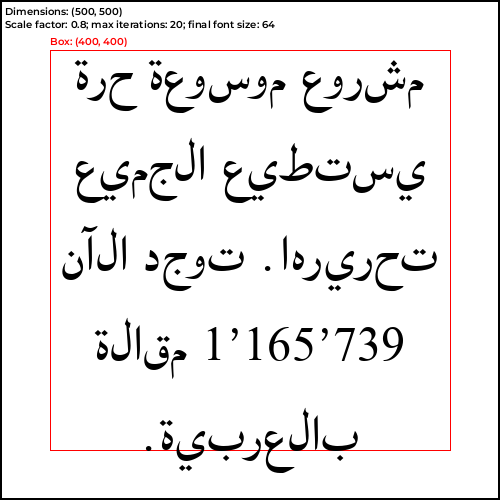 Dimensions: (500, 500)
Scale factor: 0.8; max iterations: 20; final font size: 64
Box: (400, 400)
مشروع موسوعة حرة
يستطيع الجميع
تحريرها. توجد الآن
1’165’739 مقالة
بالعربية.